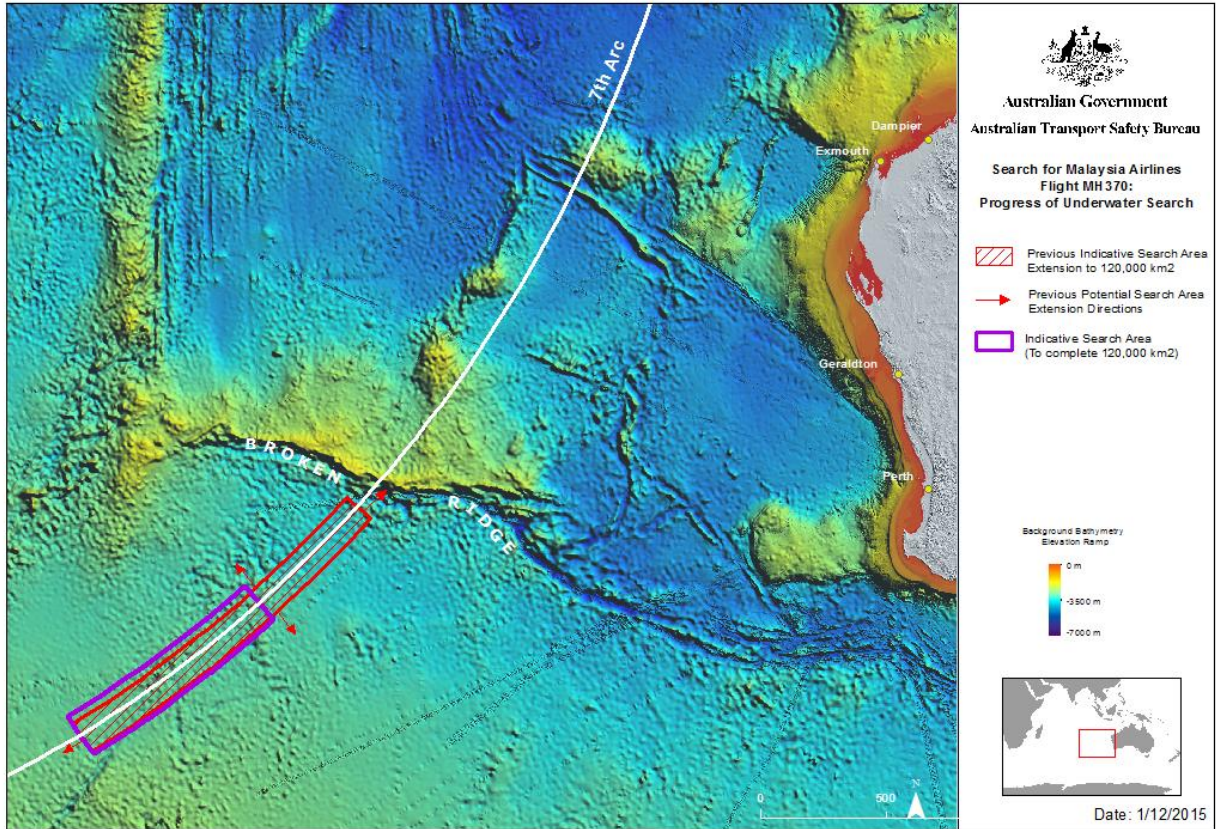 7th Arc
Dampier
Exmouth
Geraldton
Perth
BROKEN
RIDGE
0
500
N
Australian Government
Australian Transport Safety Bureau
Search for Malaysia Airlines
Flight MH370:
Progress of Underwater Search
Previous Indicative Search Area
Extension to 120,000 km2
Previous Potential Search Area
Extension Directions
Indicative Search Area
(To complete 120,000 km2)
Background Bathymetry
Elevation Ramp
0 m
-3500 m
-7000 m
Date: 1/12/2015